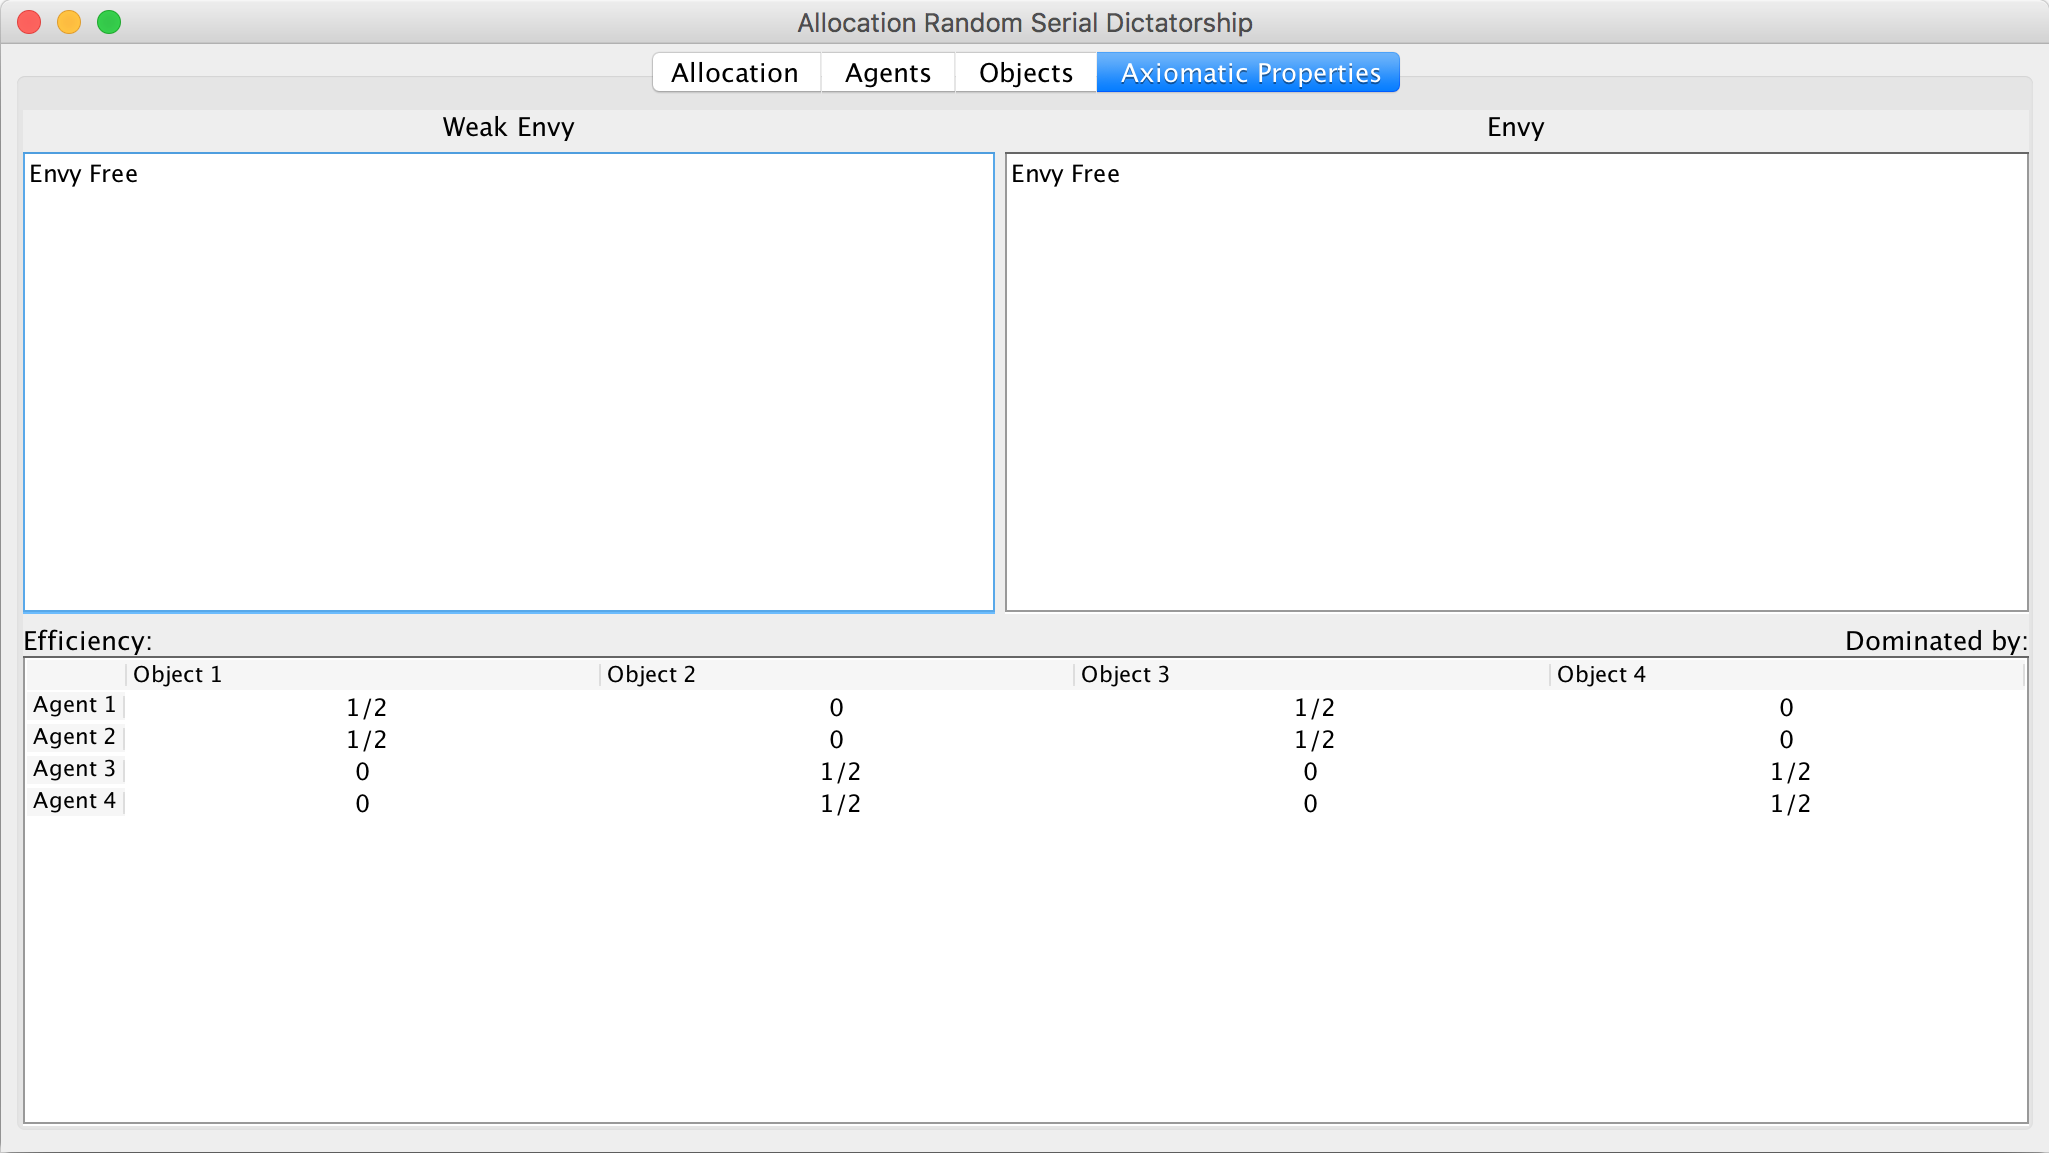 Allocation Random Serial Dictatorship
Allocation Agents Objects Axiomatic Properties
Weak Envy Envy
Envy Free Envy Free
Efficiency: Dominated by:
Object 1 Object 2 Object 3 Object 4
Agent 1 1/2 0 1/2 0
Agent 2 1/2 0 1/2 0
Agent 3 0 1/2 0 1/2
Agent 4 0 1/2 0 1/2